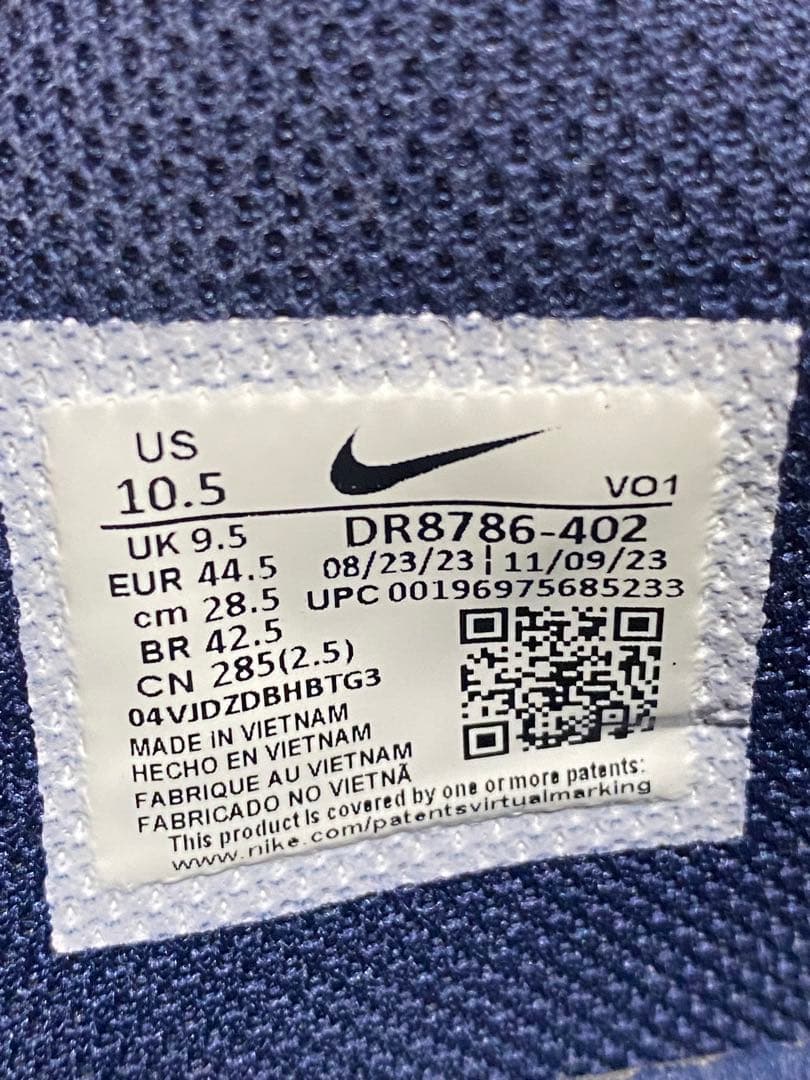 US
10.5
VO1
UK 9.5
DR8786-402
EUR 44.5
08/23/23 | 11/09/23
cm 28.5
UPC 00196975685233
BR 42.5
CN 285(2.5)
04VJDZDBHBTG3
MADE IN VIETNAM
HECHO EN VIETNAM
FABRIQUE AU VIETNAM
FABRICADO NO VIETNÃ
This product is covered by one or more patents:
www.nike.com/patentsvirtualmarking